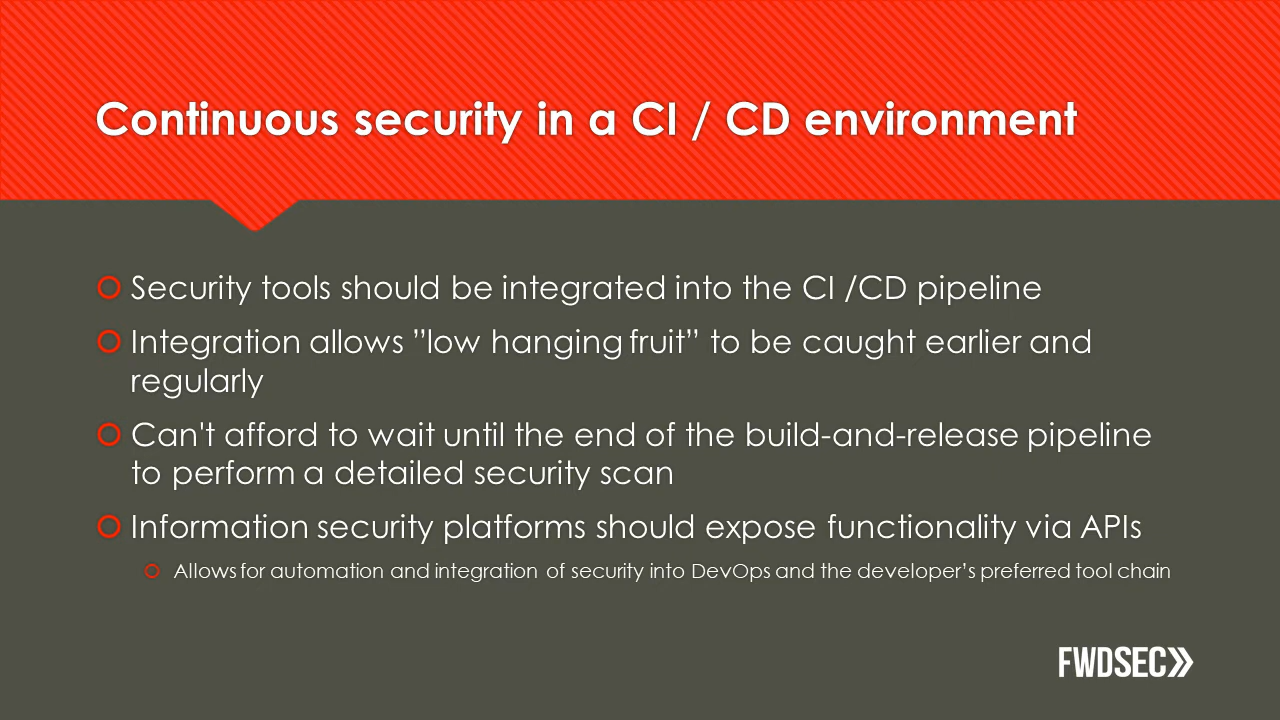 Continuous security in a CI / CD environment
Security tools should be integrated into the CI /CD pipeline
Integration allows ”low hanging fruit” to be caught earlier and
regularly
Can't afford to wait until the end of the build-and-release pipeline
to perform a detailed security scan
Information security platforms should expose functionality via APIs
Allows for automation and integration of security into DevOps and the developer’s preferred tool chain
FWDSEC